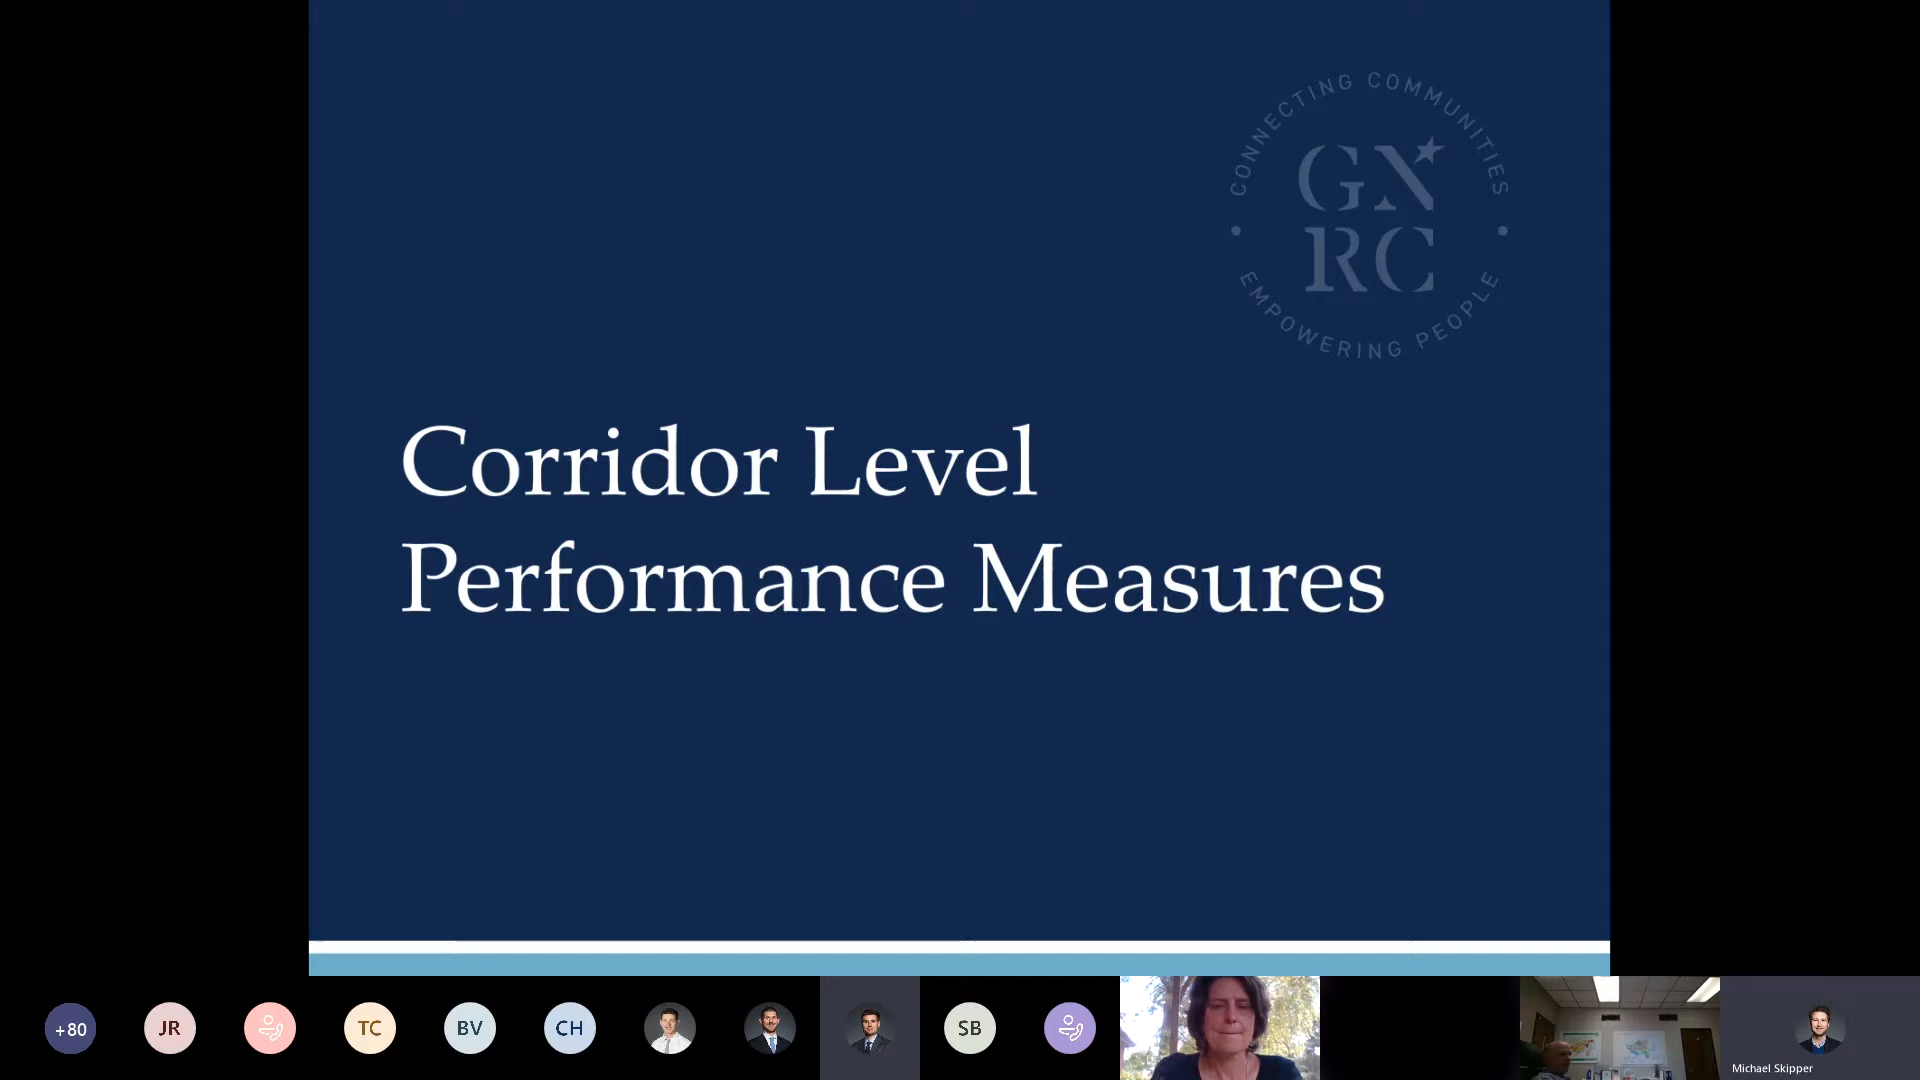 CONNECTING COMMUNITIES
GN
RC
EMPOWERING PEOPLE
Corridor Level
Performance Measures
+80
JR
TC
BV
CH
SB
Michael Skipper